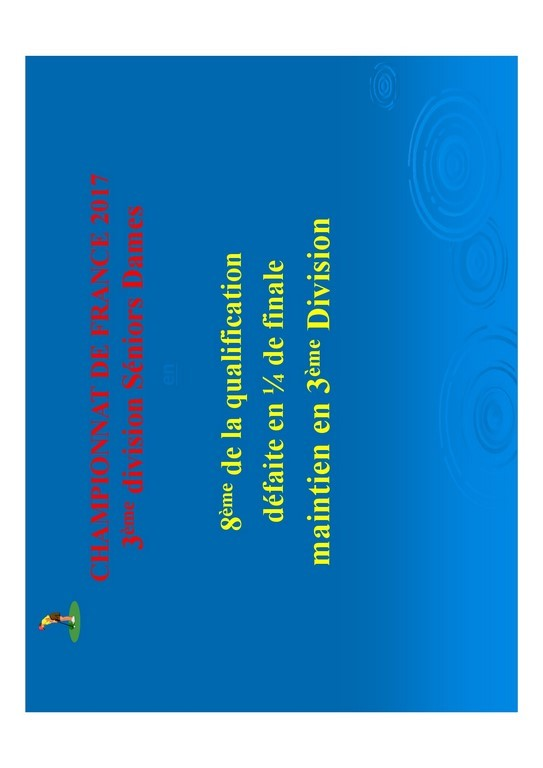 CHAMPIONNAT DE FRANCE 2017
3ème division Séniors Dames
en
8ème de la qualification
défaite en ¼ de finale
maintien en 3ème Division